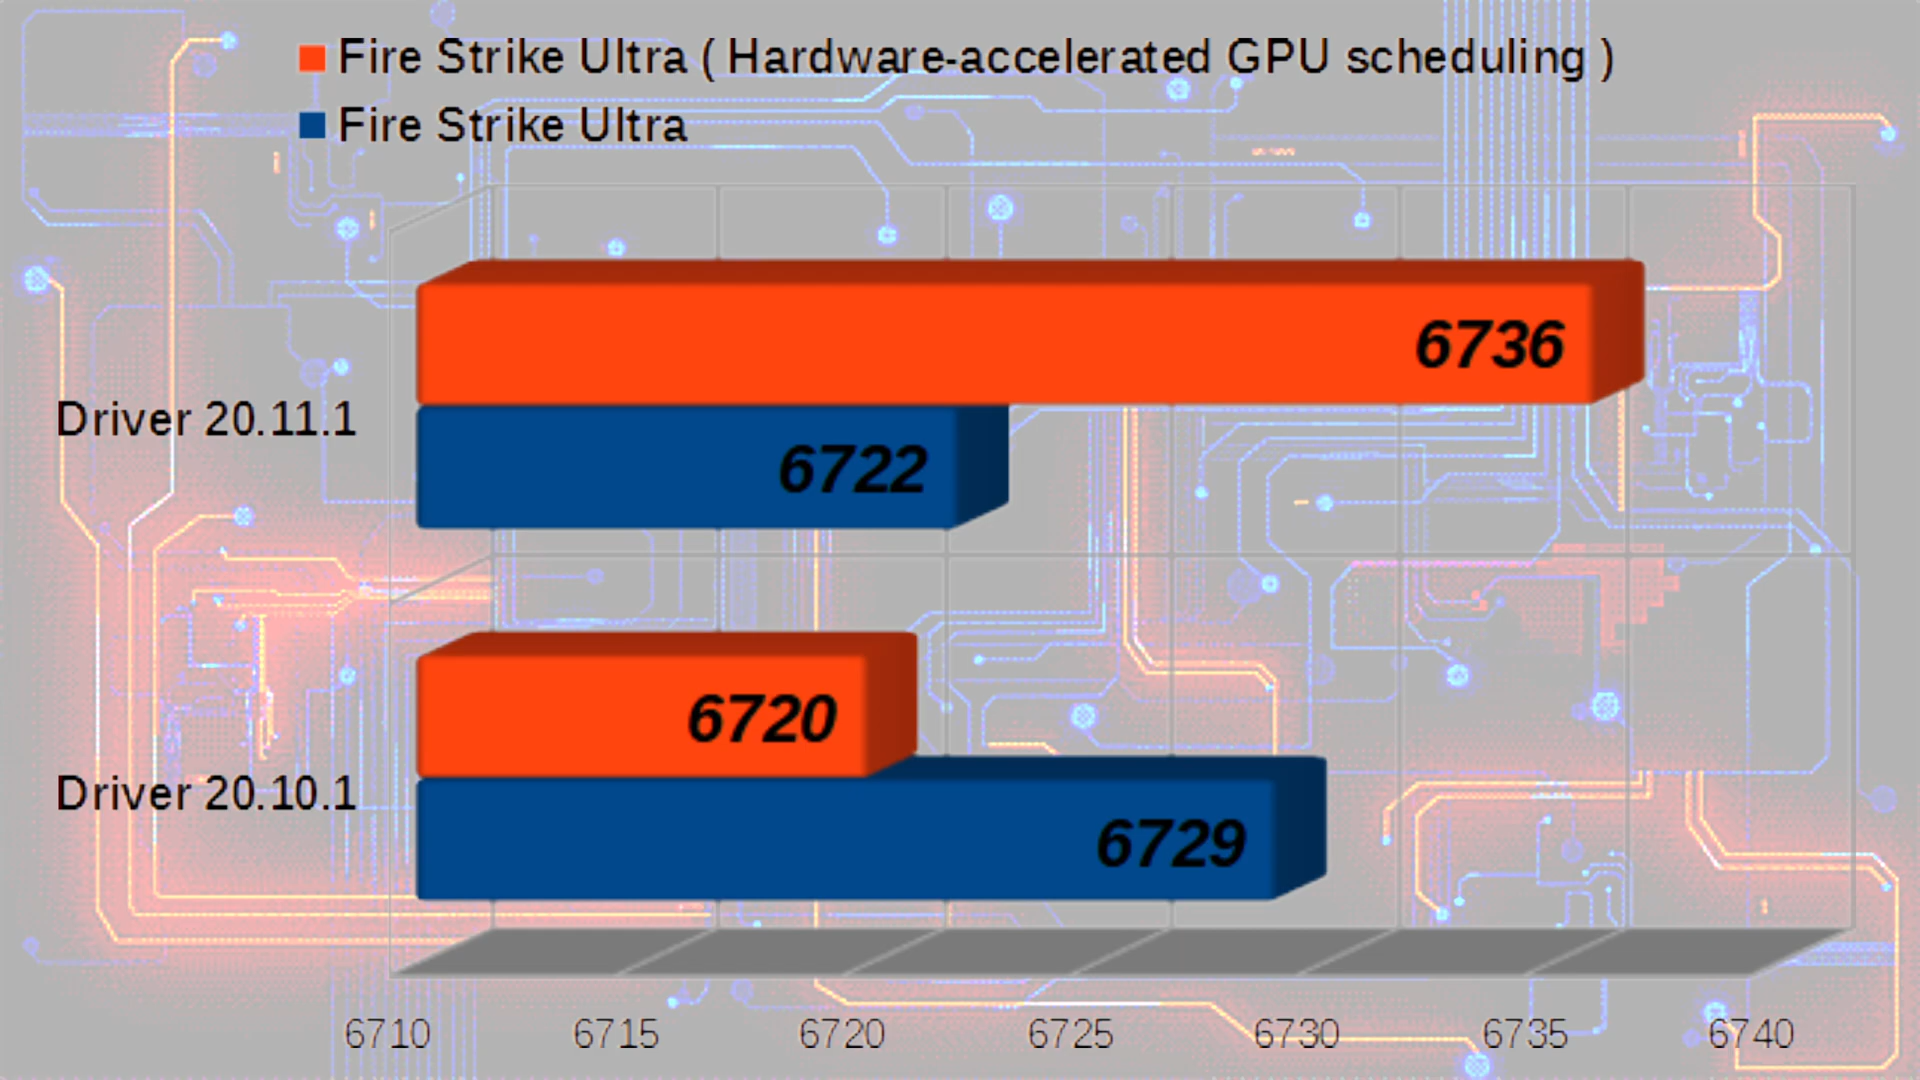 Fire Strike Ultra ( Hardware-accelerated GPU scheduling )
Fire Strike Ultra
6736
Driver 20.11.1
6722
6720
Driver 20.10.1
6729
6710 6715 6720 6725 6730 6735 6740